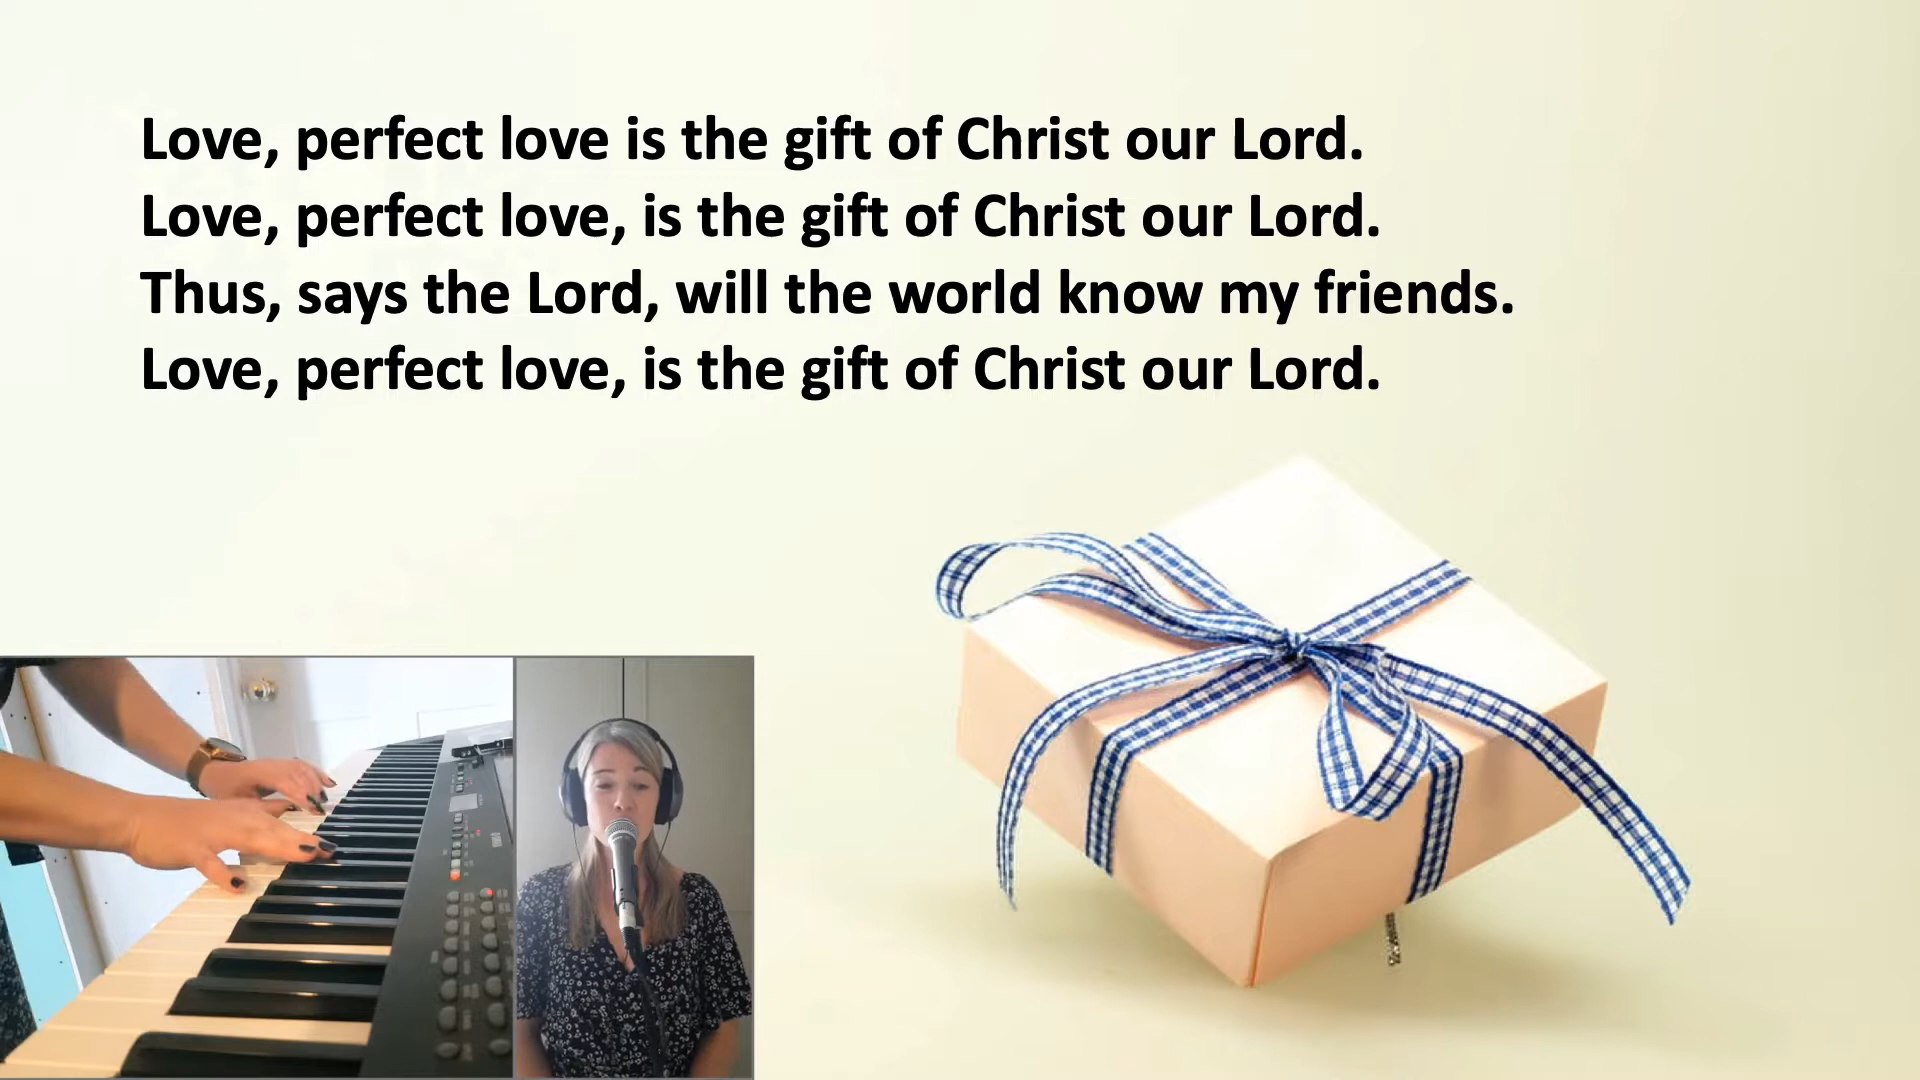 Love, perfect love is the gift of Christ our Lord.
Love, perfect love, is the gift of Christ our Lord.
Thus, says the Lord, will the world know my friends.
Love, perfect love, is the gift of Christ our Lord.